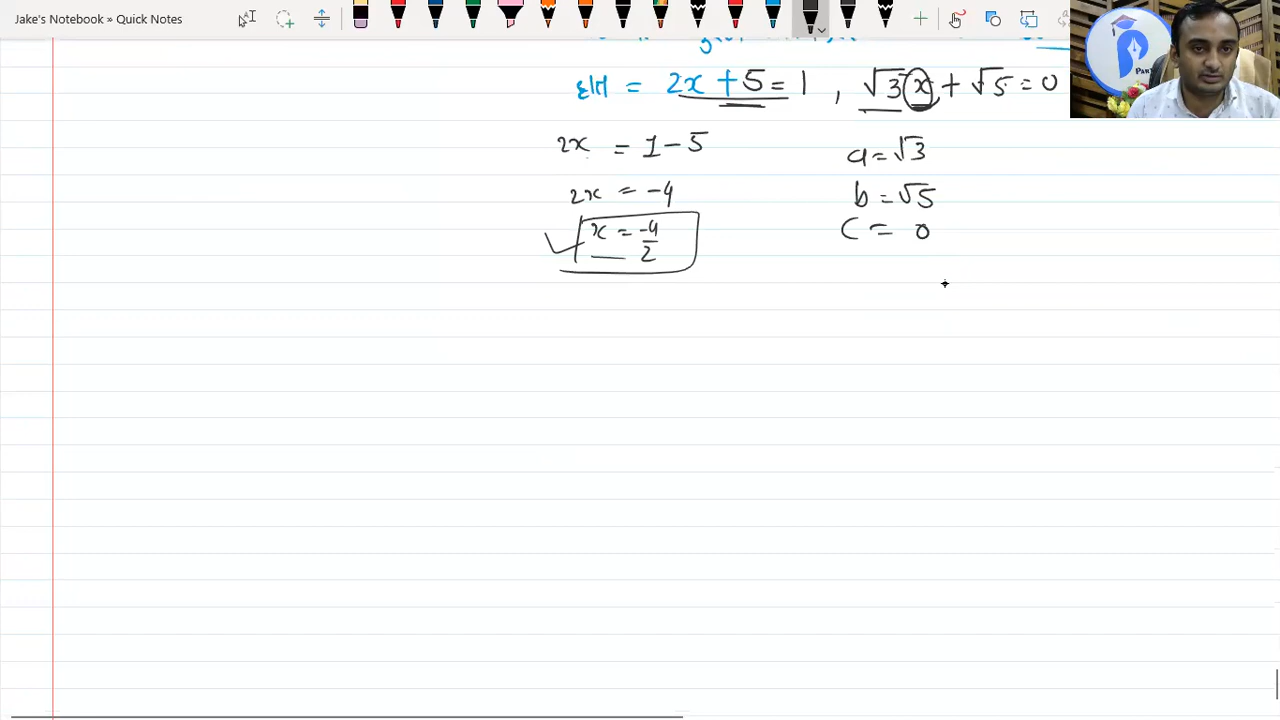 Jake's Notebook » Quick Notes
2x + 5 = 1 , √3 x + √5 = 0
2x = 1 - 5
2x = -4
x = -4/2
a = √3
b = √5
c = 0